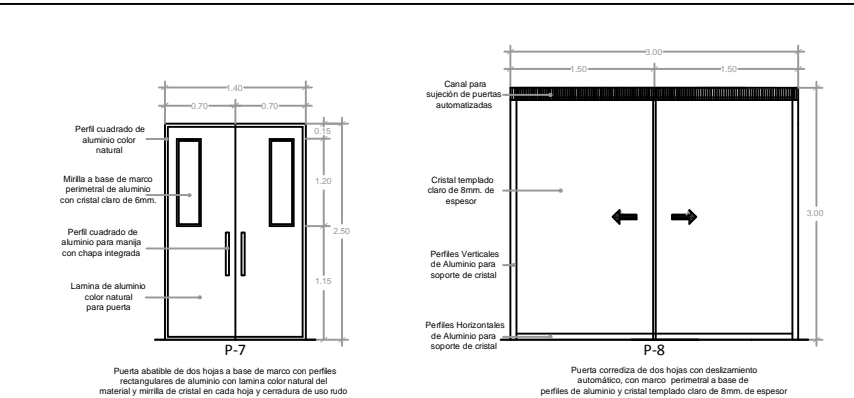 1.40
0.70
0.70
Perfil cuadrado de
aluminio color
natural
Mirilla a base de marco
perimetral de aluminio
con cristal claro de 6mm.
Perfil cuadrado de
aluminio para manija
con chapa integrada
Lamina de aluminio
color natural
para puerta
0.15
1.20
2.50
1.15
P-7
Puerta abatible de dos hojas a base de marco con perfiles
rectangulares de aluminio con lamina color natural del
material y mirrilla de cristal en cada hoja y cerradura de uso rudo
3.00
1.50
1.50
Canal para
sujeción de puertas
automatizadas
Cristal templado
claro de 8mm. de
espesor
Perfiles Verticales
de Aluminio para
soporte de cristal
Perfiles Horizontales
de Aluminio para
soporte de cristal
3.00
P-8
Puerta corrediza de dos hojas con deslizamiento
automático, con marco perimetral a base de
perfiles de aluminio y cristal templado claro de 8mm. de espesor